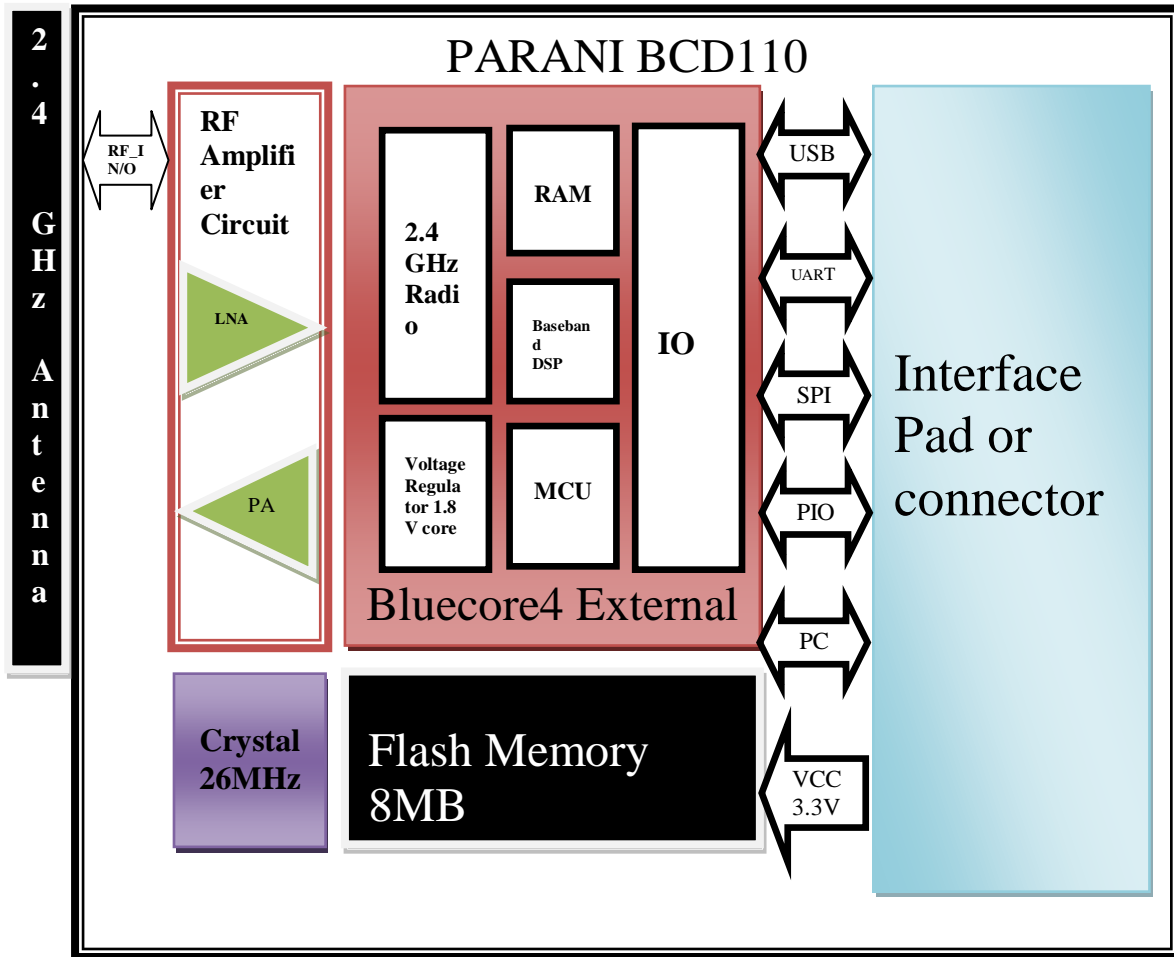 2.4 GHz Antenna
PARANI BCD110
RF_I
N/O
RF
Amplifi
er
Circuit
LNA
PA
2.4
GHz
Radi
o
RAM
Baseban
d
DSP
IO
Voltage
Regula
tor 1.8
V core
MCU
Bluecore4 External
USB
UART
SPI
PIO
PC
VCC
3.3V
Interface
Pad or
connector
Crystal
26MHz
Flash Memory
8MB